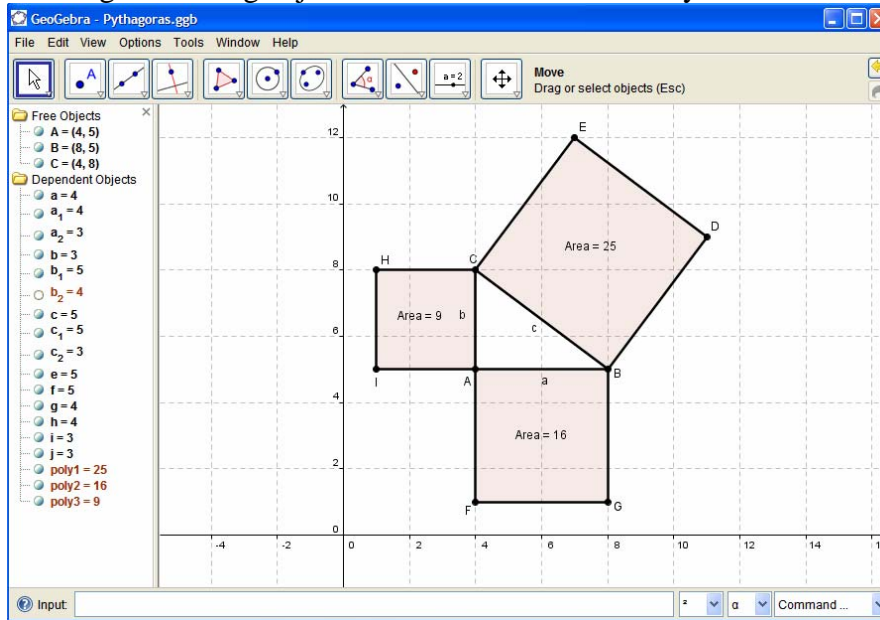 GeoGebra - Pythagoras.ggb
File Edit View Options Tools Window Help
A
α
a = 2
Move
Drag or select objects (Esc)
Free Objects
A = (4, 5)
B = (8, 5)
C = (4, 8)
Dependent Objects
a = 4
a₁ = 4
a₂ = 3
b = 3
b₁ = 5
b₂ = 4
c = 5
c₁ = 5
c₂ = 3
e = 5
f = 5
g = 4
h = 4
i = 3
j = 3
poly1 = 25
poly2 = 16
poly3 = 9
12
10
8
6
4
2
0
E
D
Area = 25
H
C
Area = 9
b
c
I
A
a
B
Area = 16
F
G
-4 -2 0 2 4 6 8 10 12 14
Input:
²
α
Command ...